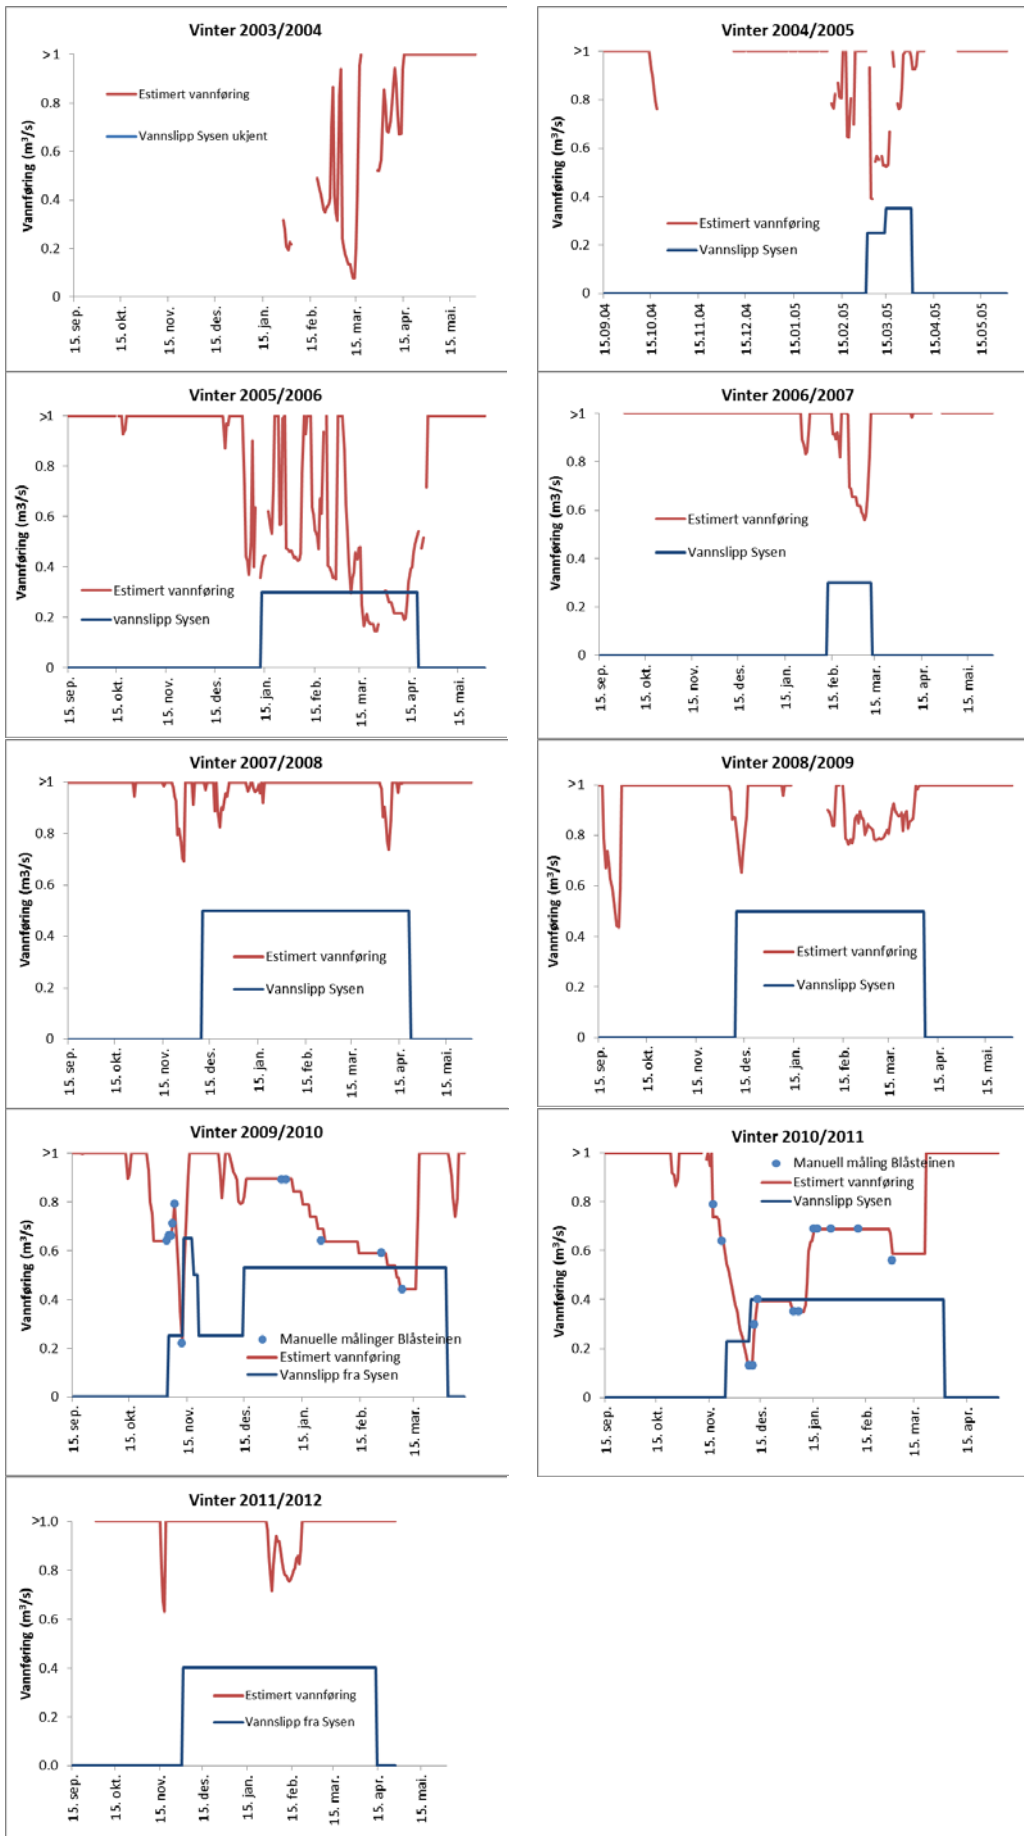 Vinter 2003/2004
Vannføring (m³/s)
>1
0.8
0.6
0.4
0.2
0
Estimert vannføring
Vannslipp Sysen ukjent
15. sep.
15. okt.
15. nov.
15. des.
15. jan.
15. feb.
15. mar.
15. apr.
15. mai.
Vinter 2004/2005
Vannføring (m³/s)
>1
0.8
0.6
0.4
0.2
0
Estimert vannføring
Vannslipp Sysen
15.09.04
15.10.04
15.11.04
15.12.04
15.01.05
15.02.05
15.03.05
15.04.05
15.05.05
Vinter 2005/2006
Vannføring (m3/s)
>1
0.8
0.6
0.4
0.2
0
Estimert vannføring
vannslipp Sysen
15. sep.
15. okt.
15. nov.
15. des.
15. jan.
15. feb.
15. mar.
15. apr.
15. mai.
Vinter 2006/2007
Vannføring (m3/s)
>1
0.8
0.6
0.4
0.2
0
Estimert vannføring
Vannslipp Sysen
15. sep.
15. okt.
15. nov.
15. des.
15. jan.
15. feb.
15. mar.
15. apr.
15. mai.
Vinter 2007/2008
Vannføring (m3/s)
>1
0.8
0.6
0.4
0.2
0
Estimert vannføring
Vannslipp Sysen
15. sep.
15. okt.
15. nov.
15. des.
15. jan.
15. feb.
15. mar.
15. apr.
15. mai.
Vinter 2008/2009
Vannføring (m³/s)
>1
0.8
0.6
0.4
0.2
0
Estimert vannføring
Vannslipp Sysen
15. sep.
15. okt.
15. nov.
15. des.
15. jan.
15. feb.
15. mar.
15. apr.
15. mai.
Vinter 2009/2010
Vannføring (m³/s)
>1
0.8
0.6
0.4
0.2
0
Manuelle målinger Blåsteinen
Estimert vannføring
Vannslipp fra Sysen
15. sep.
15. okt.
15. nov.
15. des.
15. jan.
15. feb.
15. mar.
Vinter 2010/2011
Vannføring (m³/s)
>1
0.8
0.6
0.4
0.2
0
Manuell måling Blåsteinen
Estimert vannføring
Vannslipp Sysen
15. sep.
15. okt.
15. nov.
15. des.
15. jan.
15. feb.
15. mar.
15. apr.
Vinter 2011/2012
Vannføring (m³/s)
>1.0
0.8
0.6
0.4
0.2
0.0
Estimert vannføring
Vannslipp fra Sysen
15. sep.
15. okt.
15. nov.
15. des.
15. jan.
15. feb.
15. mar.
15. apr.
15. mai.